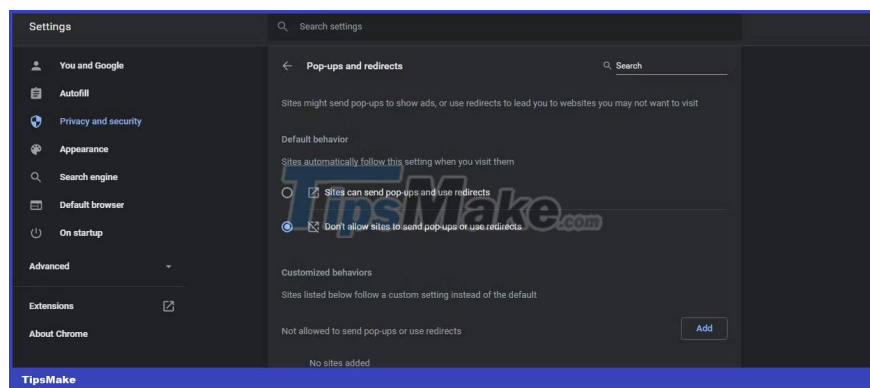 Settings
Search settings
You and Google
Autofill
Privacy and security
Appearance
Search engine
Default browser
On startup
Advanced
Extensions
About Chrome
Pop-ups and redirects
Search
Sites might send pop-ups to show ads, or use redirects to lead you to websites you may not want to visit
Default behavior
Sites automatically follow this setting when you visit them
Sites can send pop-ups and use redirects
TipsMake.com
Don't allow sites to send pop-ups or use redirects
Customized behaviors
Sites listed below follow a custom setting instead of the default
Not allowed to send pop-ups or use redirects
Add
No sites added
TipsMake